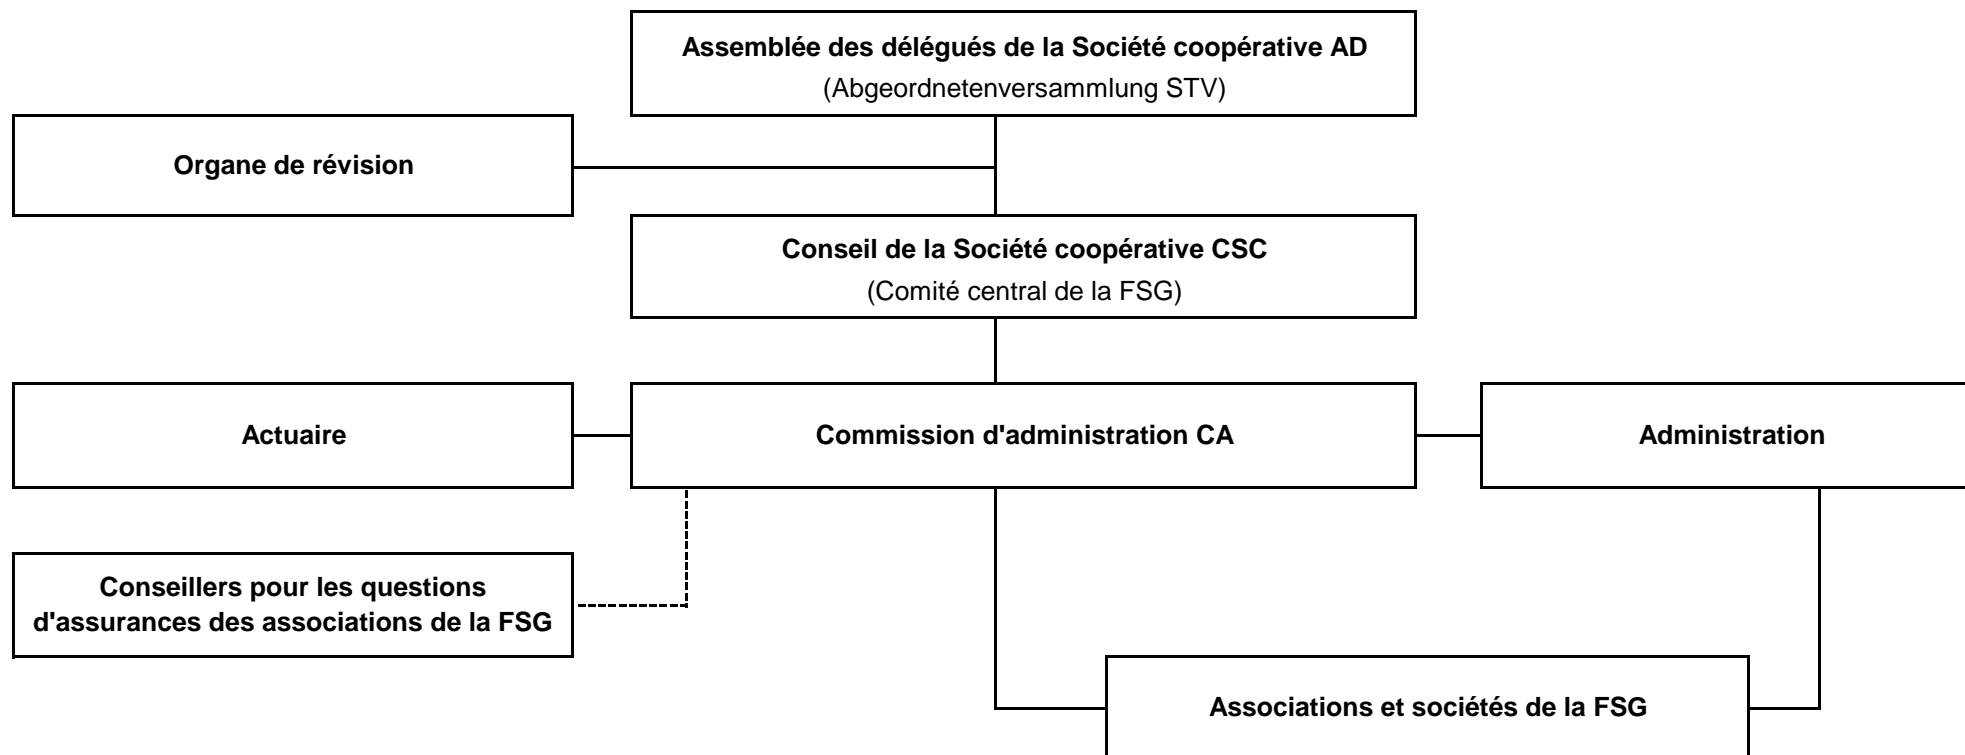 Assemblée des délégués de la Société coopérative AD
(Abgeordnetenversammlung STV)
Organe de révision
Conseil de la Société coopérative CSC
(Comité central de la FSG)
Actuaire
Commission d'administration CA
Administration
Conseillers pour les questions
d'assurances des associations de la FSG
Associations et sociétés de la FSG